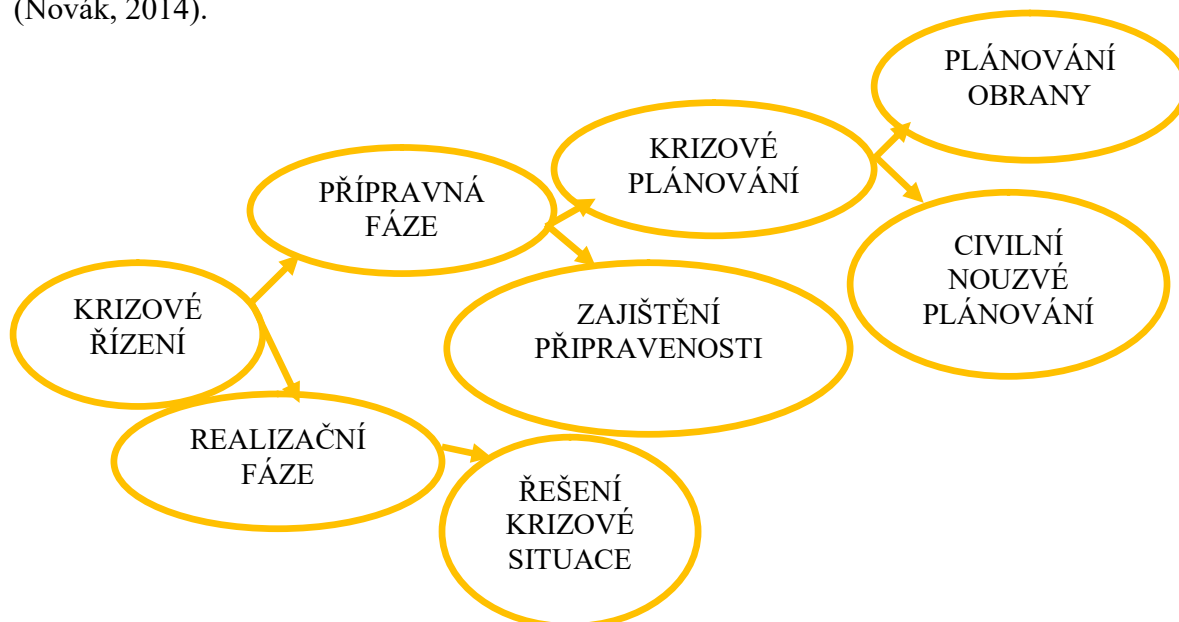 (Novák, 2014).
PLÁNOVÁNÍ
OBRANY
KRIZOVÉ
PLÁNOVÁNÍ
PŘÍPRAVNÁ
FÁZE
CIVILNÍ
NOUZVÉ
PLÁNOVÁNÍ
KRIZOVÉ
ŘÍZENÍ
ZAJIŠTĚNÍ
PŘIPRAVENOSTI
REALIZAČNÍ
FÁZE
ŘEŠENÍ
KRIZOVÉ
SITUACE